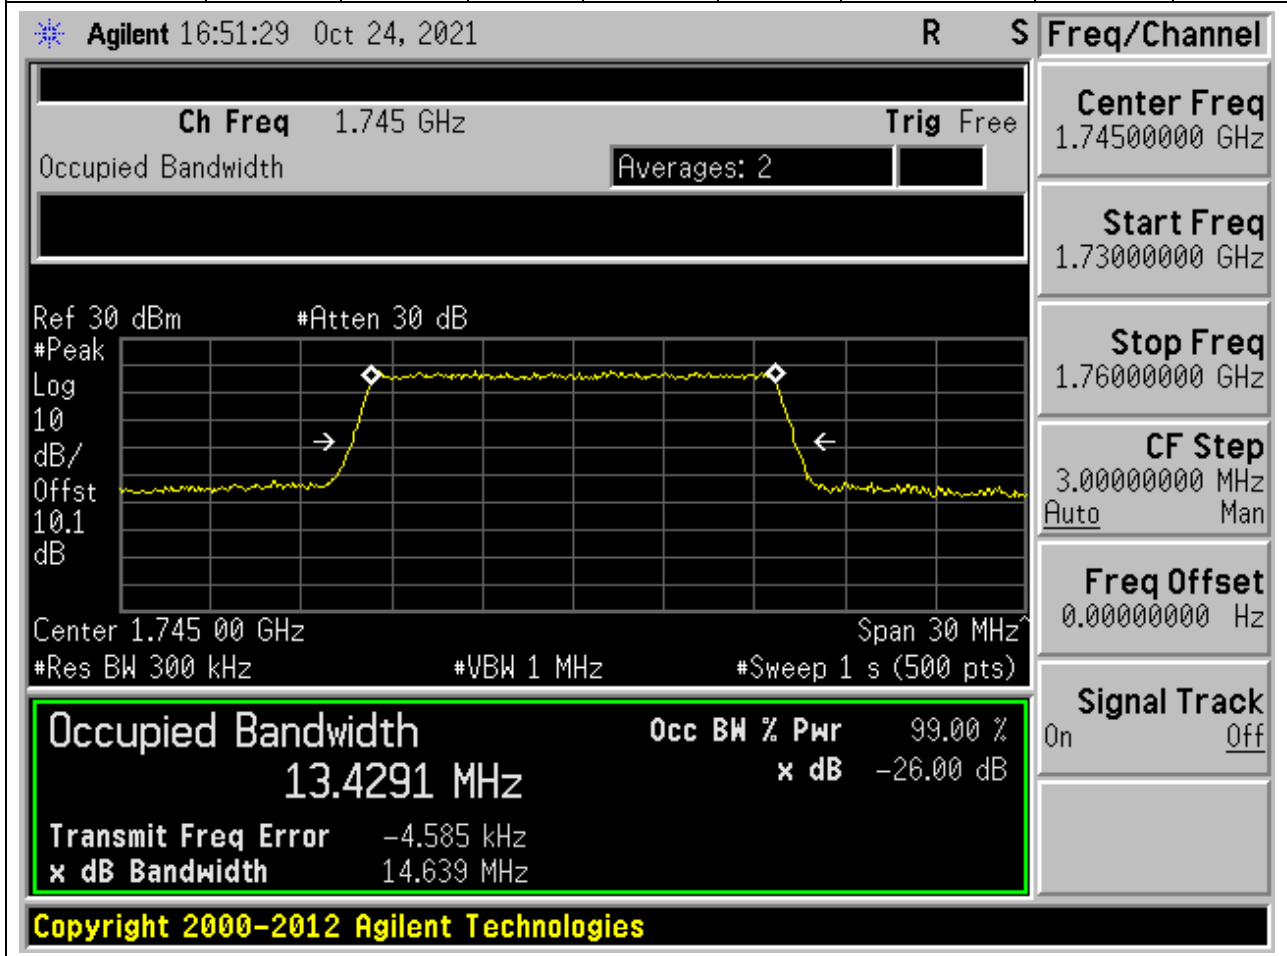 Agilent 16:51:29 Oct 24, 2021 R S
Freq/Channel
Ch Freq 1.745 GHz Trig Free
Occupied Bandwidth Averages: 2
Ref 30 dBm #Atten 30 dB
#Peak
Log
10
dB/
Offst
10.1
dB
Center 1.745 00 GHz Span 30 MHz^
#Res BW 300 kHz #VBW 1 MHz #Sweep 1 s (500 pts)
Occupied Bandwidth Occ BW % Pwr 99.00 %
13.4291 MHz x dB -26.00 dB
Transmit Freq Error -4.585 kHz
x dB Bandwidth 14.639 MHz
Copyright 2000-2012 Agilent Technologies
Center Freq
1.74500000 GHz
Start Freq
1.73000000 GHz
Stop Freq
1.76000000 GHz
CF Step
3.00000000 MHz
Auto Man
Freq Offset
0.00000000 Hz
Signal Track
On Off